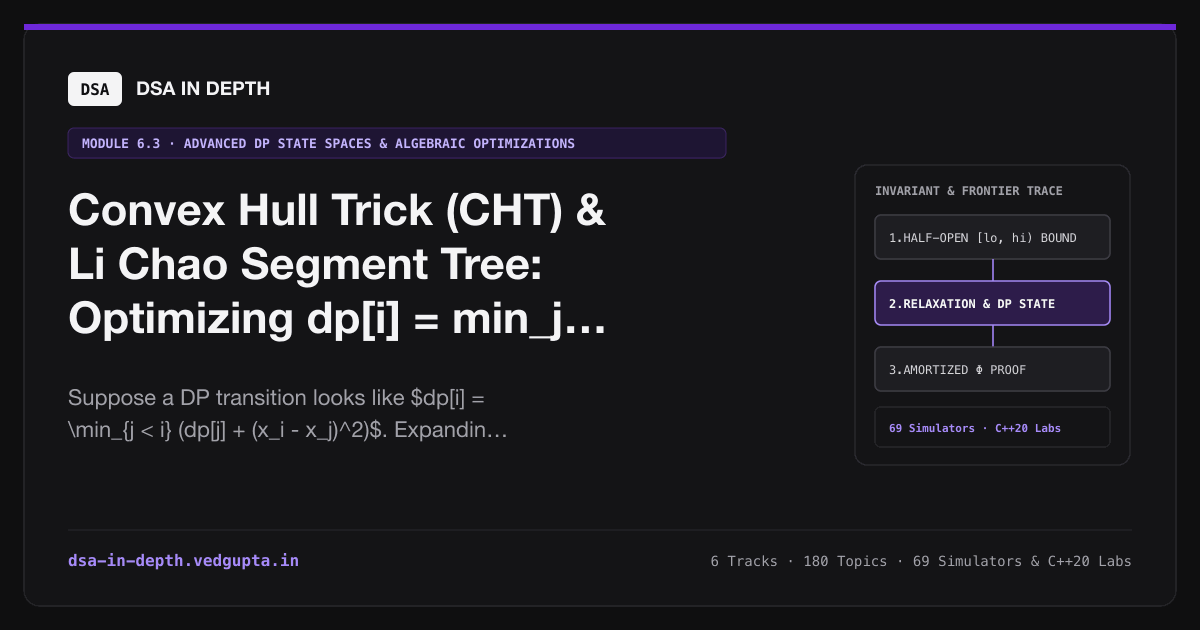 DSA DSA IN DEPTH
MODULE 6.3 · ADVANCED DP STATE SPACES & ALGEBRAIC OPTIMIZATIONS
Convex Hull Trick (CHT) &
Li Chao Segment Tree:
Optimizing dp[i] = min_j...
Suppose a DP transition looks like $dp[i] =
\min_{j < i} (dp[j] + (x_i - x_j)^2)$. Expandin...
INVARIANT & FRONTIER TRACE
1.HALF-OPEN [lo, hi) BOUND
2.RELAXATION & DP STATE
3.AMORTIZED Φ PROOF
69 Simulators · C++20 Labs
dsa-in-depth.vedgupta.in
6 Tracks · 180 Topics · 69 Simulators & C++20 Labs